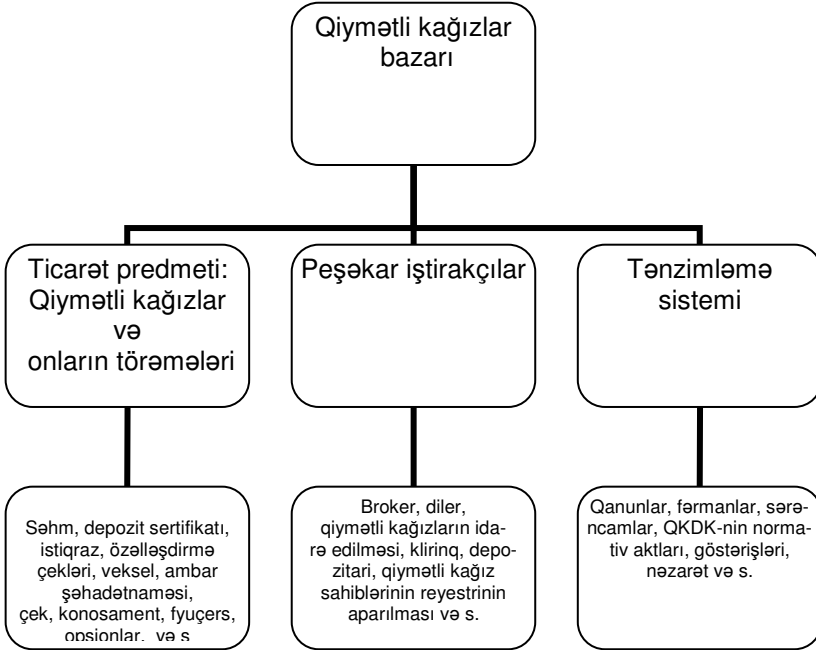 Qiymətli kağızlar
bazarı
Ticarət predmeti:
Qiymətli kağızlar
və
onların törəmələri
Peşəkar iştirakçılar
Tənzimləmə
sistemi
Səhm, depozit sertifikatı,
istiqraz, özəlləşdirmə
çekləri, veksel, ambar
şəhadətnaməsi,
çek, konosament, fyuçers,
opsionlar, və s
Broker, diler,
qiymətli kağızların ida-
rə edilməsi, klirinq, depo-
zitari, qiymətli kağız
sahiblərinin reyestrinin
aparılması və s.
Qanunlar, fərmanlar, sərə-
ncamlar, QKDK-nin norma-
tiv aktları, göstərişləri,
nəzarət və s.